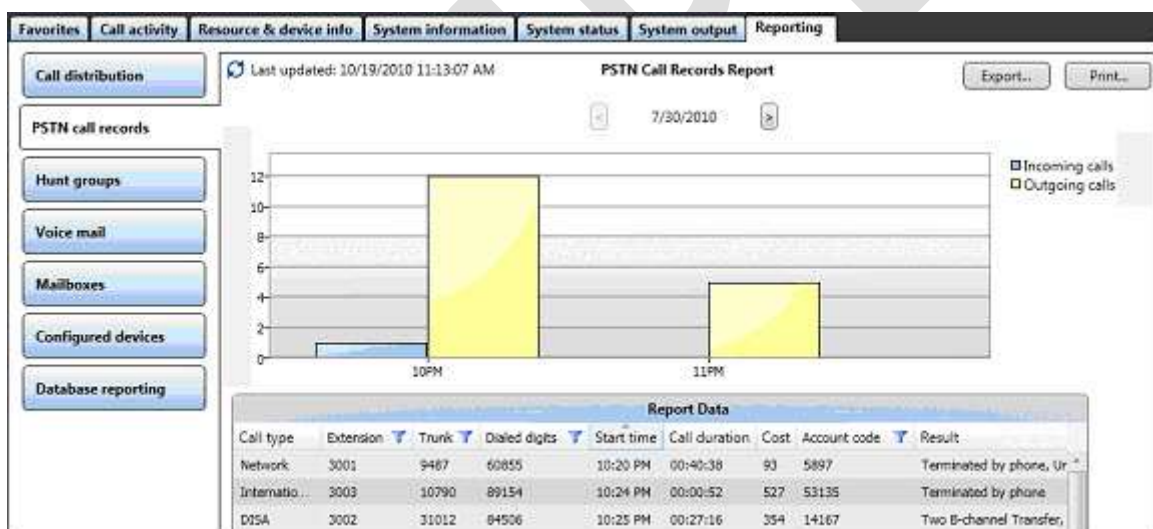 Favorites Call activity Resource & device info System information System status System output Reporting
Call distribution
PSTN call records
Hunt groups
Voice mail
Mailboxes
Configured devices
Database reporting
Last updated: 10/19/2010 11:13:07 AM
PSTN Call Records Report
Export... Print...
< 7/30/2010 >
Incoming calls
Outgoing calls
12
10
8
6
4
2
0
10PM 11PM
Report Data
Call type Extension Trunk Dialed digits Start time Call duration Cost Account code Result
Network 3001 9487 60855 10:20 PM 00:40:38 93 5897 Terminated by phone, Ur
Internatio... 3003 10790 89154 10:24 PM 00:00:52 527 53135 Terminated by phone
DISA 3002 31012 84506 10:25 PM 00:27:16 354 14167 Two B-channel Transfer,